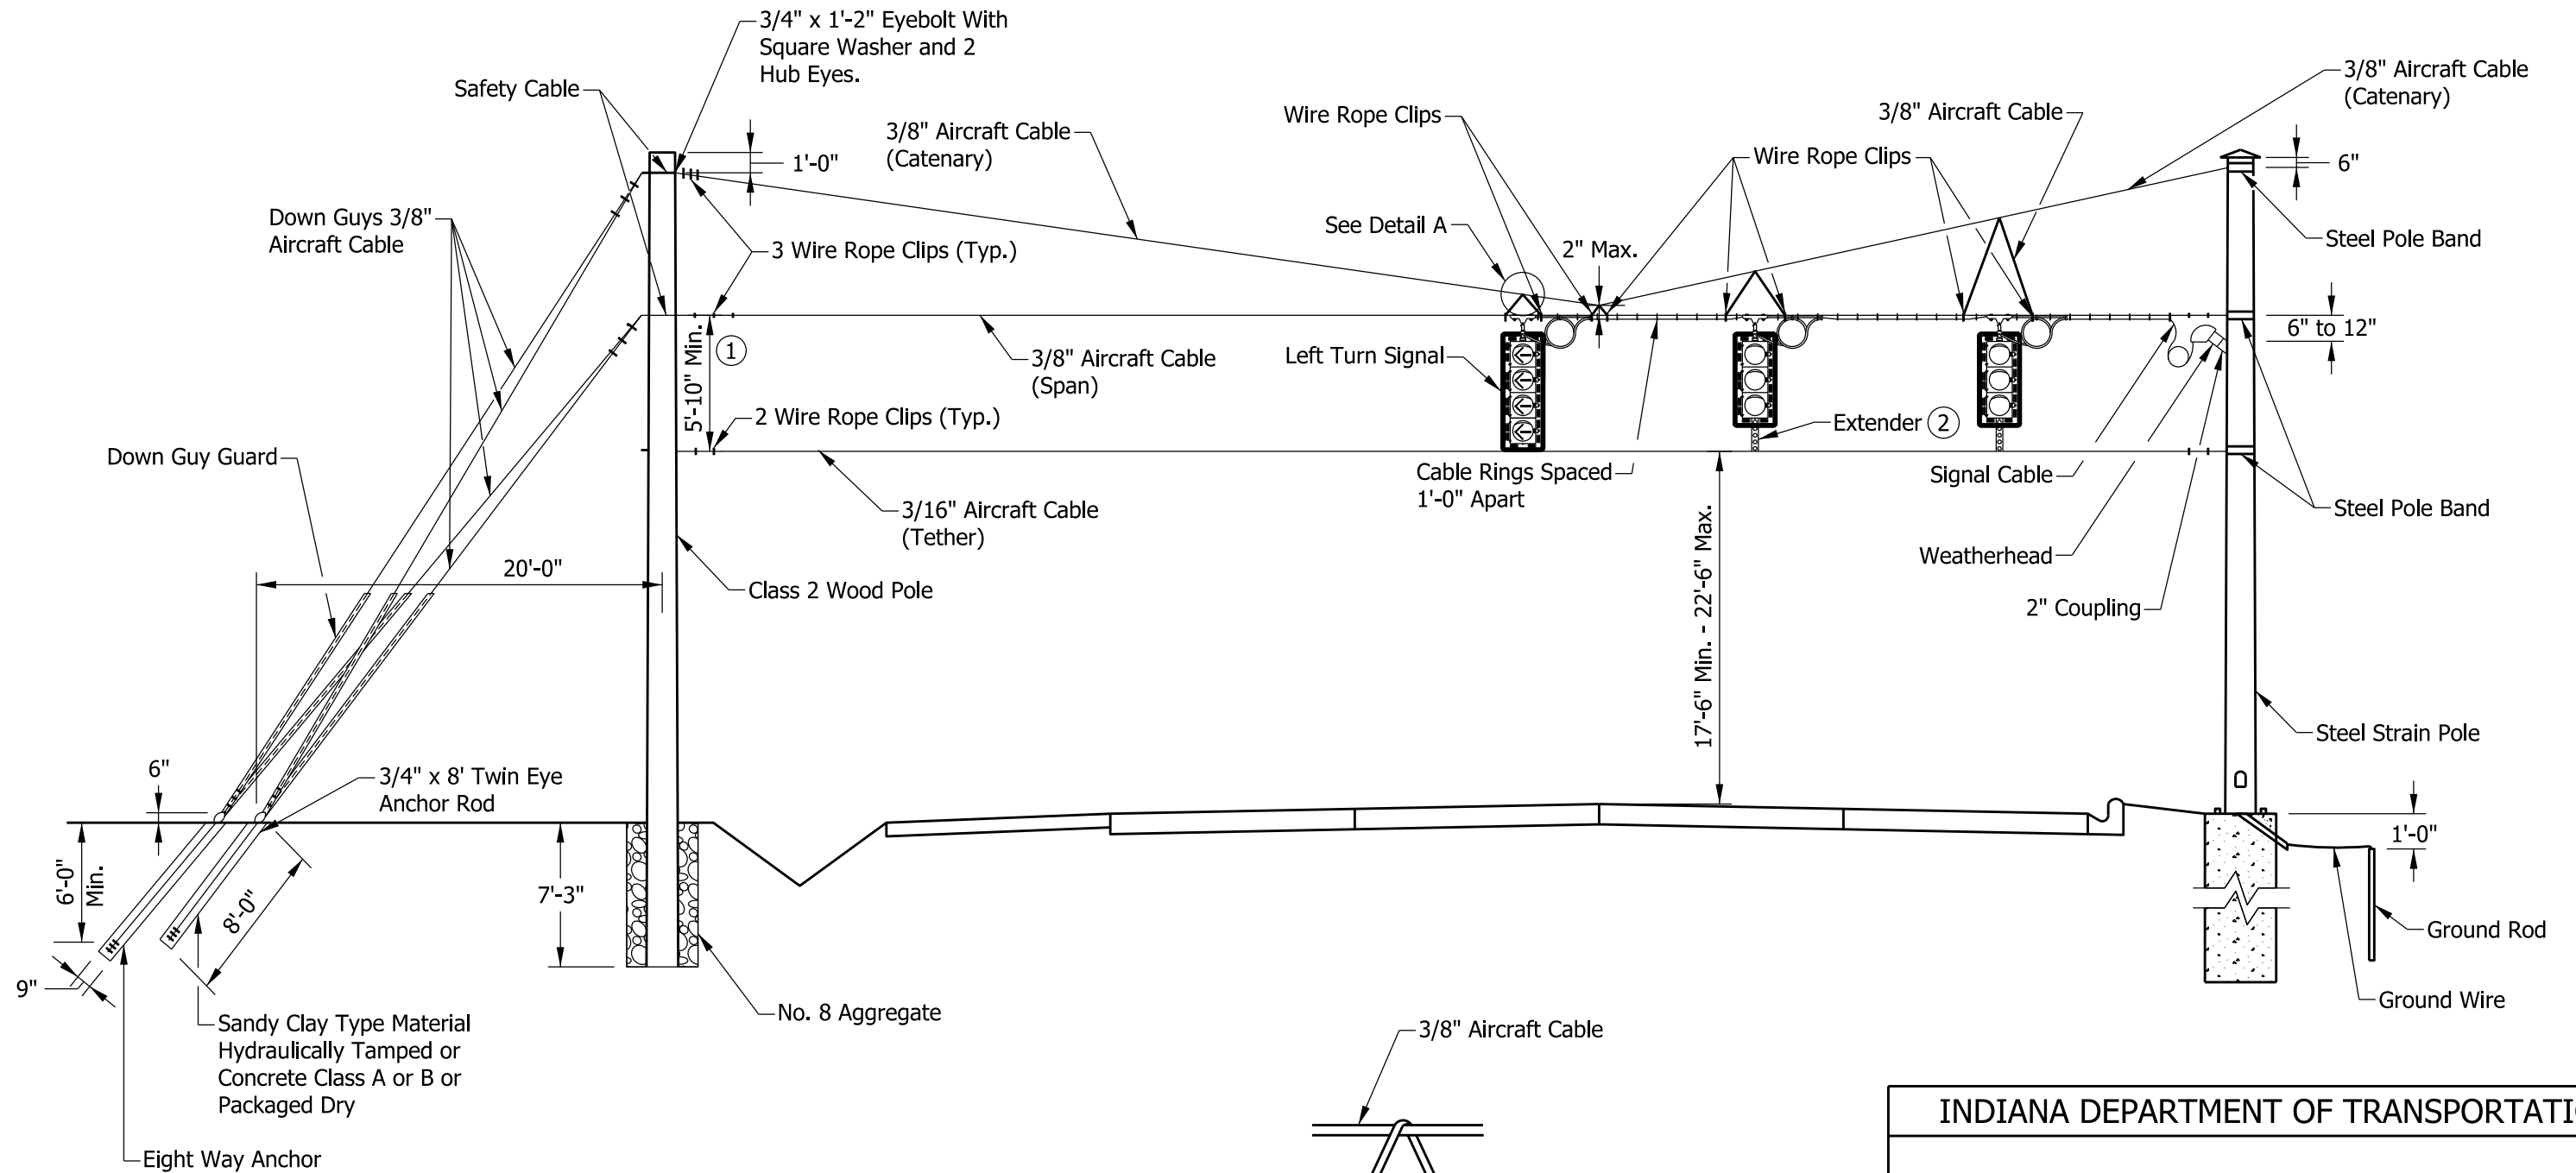 3/4" x 1'-2" Eyebolt With
Square Washer and 2
Hub Eyes.
Safety Cable
3/8" Aircraft Cable
(Catenary)
1'-0"
Wire Rope Clips
3/8" Aircraft Cable
3/8" Aircraft Cable
(Catenary)
Wire Rope Clips
6"
Down Guys 3/8"
Aircraft Cable
See Detail A
2" Max.
Steel Pole Band
3 Wire Rope Clips (Typ.)
5'-10" Min.
1
3/8" Aircraft Cable
(Span)
Left Turn Signal
6" to 12"
2 Wire Rope Clips (Typ.)
Extender 2
Down Guy Guard
Cable Rings Spaced
1'-0" Apart
Signal Cable
Steel Pole Band
3/16" Aircraft Cable
(Tether)
17'-6" Min. - 22'-6" Max.
Weatherhead
20'-0"
Class 2 Wood Pole
2" Coupling
Steel Strain Pole
6"
3/4" x 8' Twin Eye
Anchor Rod
6'-0"
Min.
8'-0"
7'-3"
1'-0"
9"
Ground Rod
No. 8 Aggregate
Ground Wire
Sandy Clay Type Material
Hydraulically Tamped or
Concrete Class A or B or
Packaged Dry
Eight Way Anchor
3/8" Aircraft Cable
INDIANA DEPARTMENT OF TRANSPORTATI